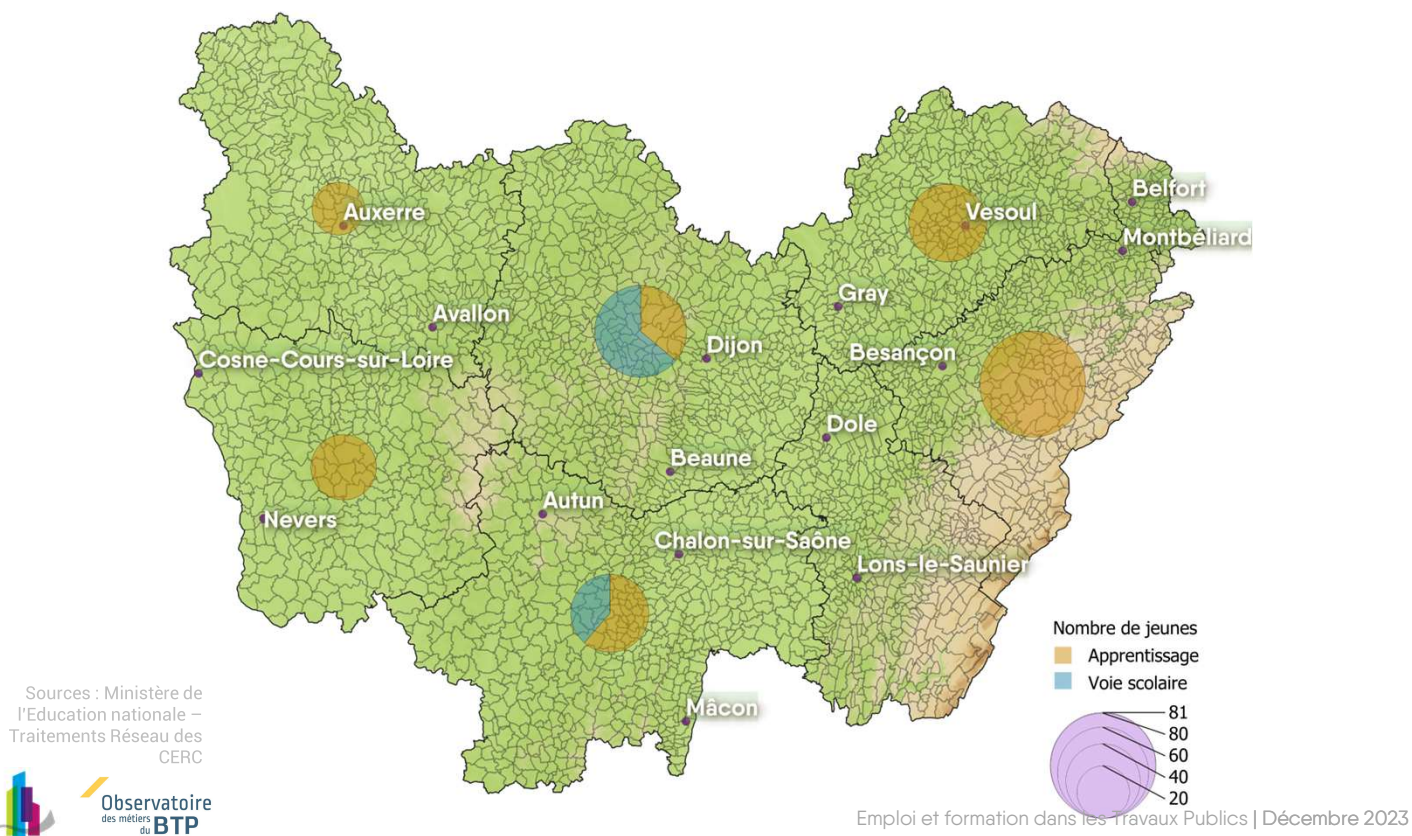 Belfort
Auxerre
Vesoul
Montbéliard
Gray
Avallon
Dijon
Besançon
Cosne-Cours-sur-Loire
Dole
Beaune
Autun
Nevers
Chalon-sur-Saône
Lons-le-Saunier
Mâcon
Nombre de jeunes
Apprentissage
Voie scolaire
81
80
60
40
20
Sources : Ministère de
l'Education nationale –
Traitements Réseau des
CERC
Observatoire
des métiers
du BTP
Emploi et formation dans les Travaux Publics | Décembre 2023